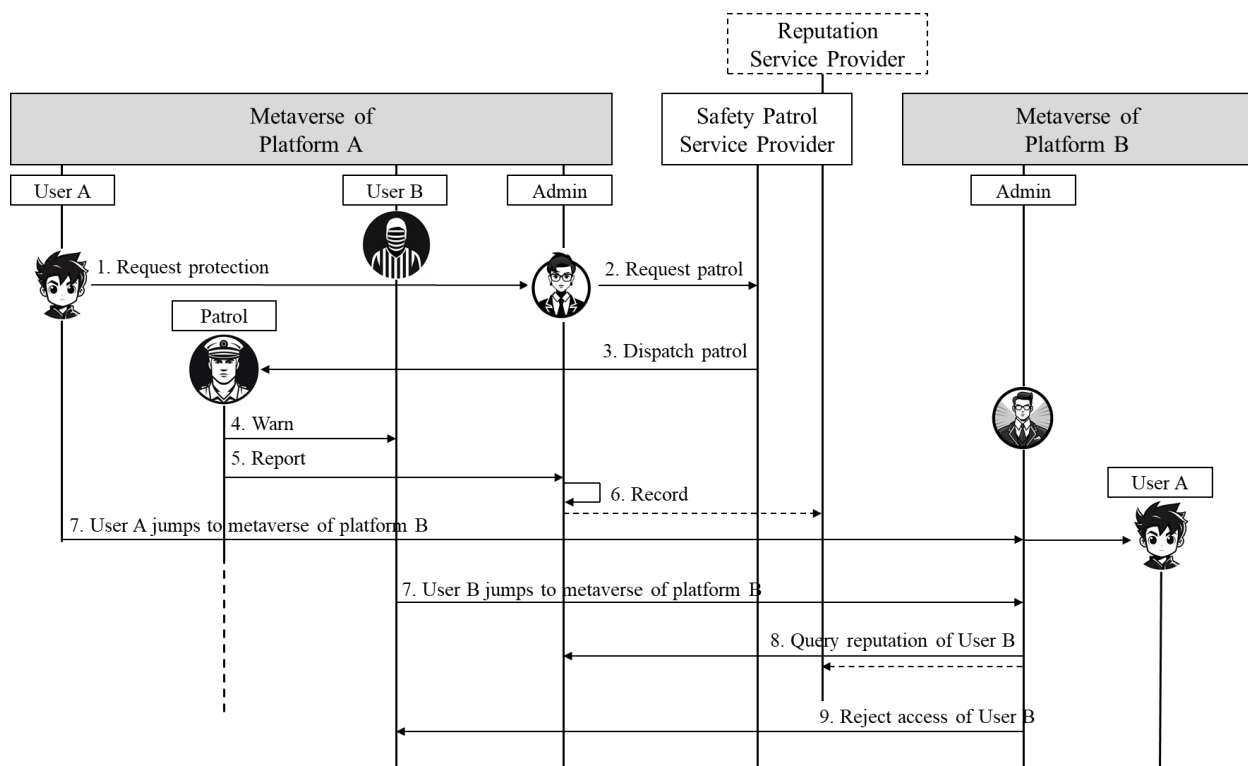 Reputation
Service Provider
Metaverse of
Platform A
Safety Patrol
Service Provider
Metaverse of
Platform B
User A
User B
Admin
Admin
1. Request protection
2. Request patrol
Patrol
3. Dispatch patrol
4. Warn
5. Report
6. Record
User A
7. User A jumps to metaverse of platform B
7. User B jumps to metaverse of platform B
8. Query reputation of User B
9. Reject access of User B